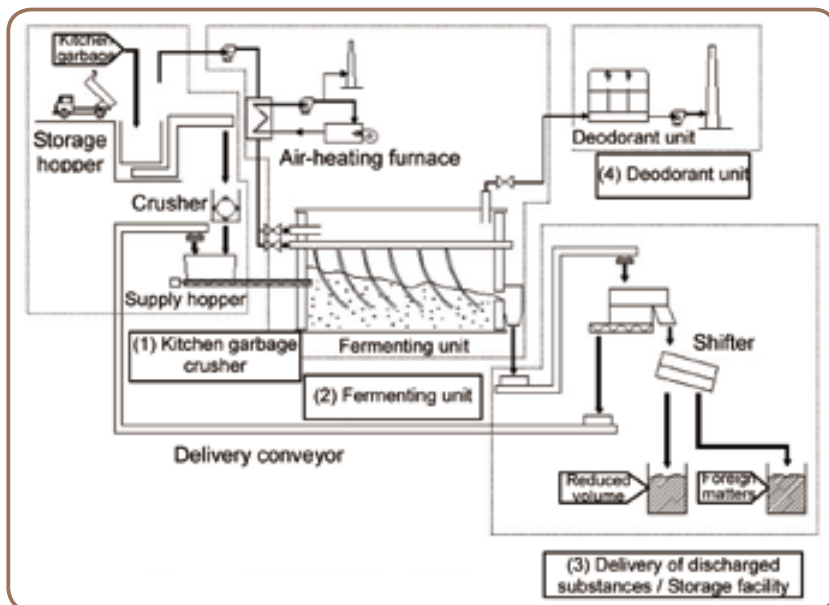 Kitchen
garbage
Storage
hopper
Air-heating furnace
Deodorant unit
(4) Deodorant unit
Crusher
Supply hopper
(1) Kitchen garbage
crusher
Fermenting unit
(2) Fermenting unit
Shifter
Delivery conveyor
Reduced
volume
Foreign
matters
(3) Delivery of discharged
substances / Storage facility